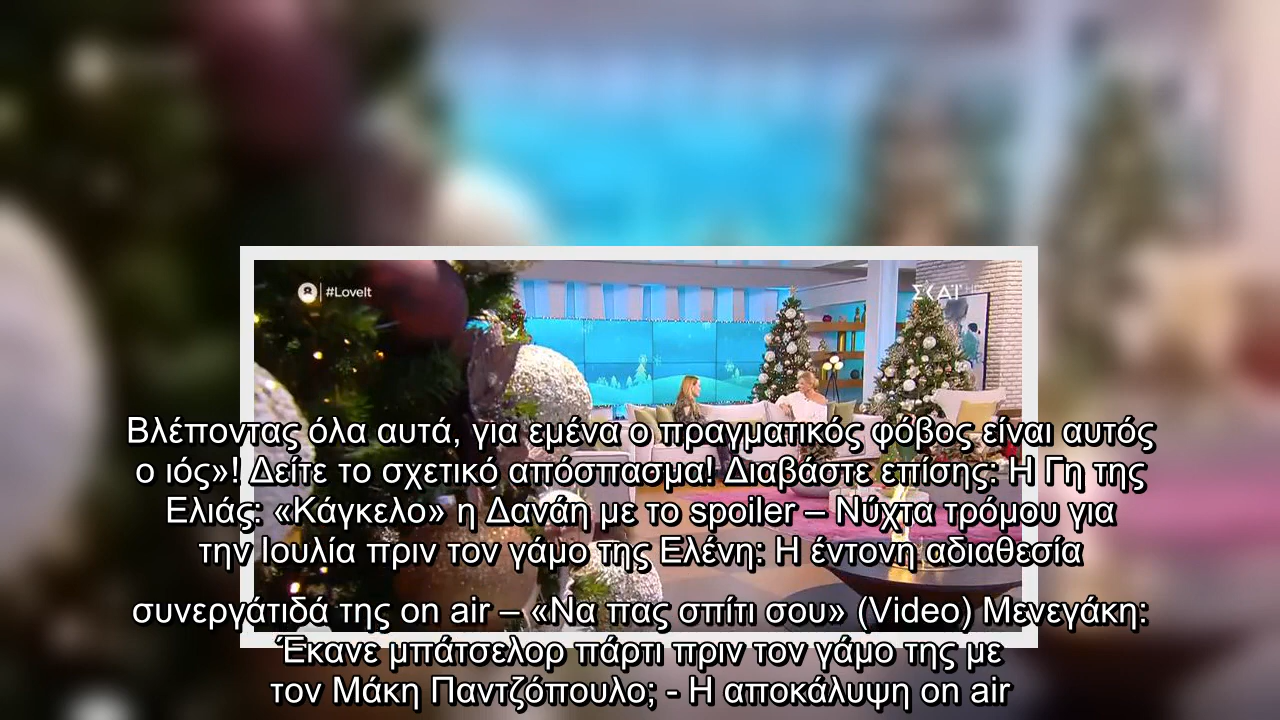 #LoveIt
ΣΚΑΪ HD
Βλέποντας όλα αυτά, για εμένα ο πραγματικός φόβος είναι αυτός
ο ιός»! Δείτε το σχετικό απόσπασμα! Διαβάστε επίσης: Η Γη της
Ελιάς: «Κάγκελο» η Δανάη με το spoiler – Νύχτα τρόμου για
την Ιουλία πριν τον γάμο της Ελένη: Η έντονη αδιαθεσία
συνεργάτιδά της on air – «Να πας σπίτι σου» (Video) Μενεγάκη:
Έκανε μπάτσελορ πάρτι πριν τον γάμο της με
τον Μάκη Παντζόπουλο; - Η αποκάλυψη on air